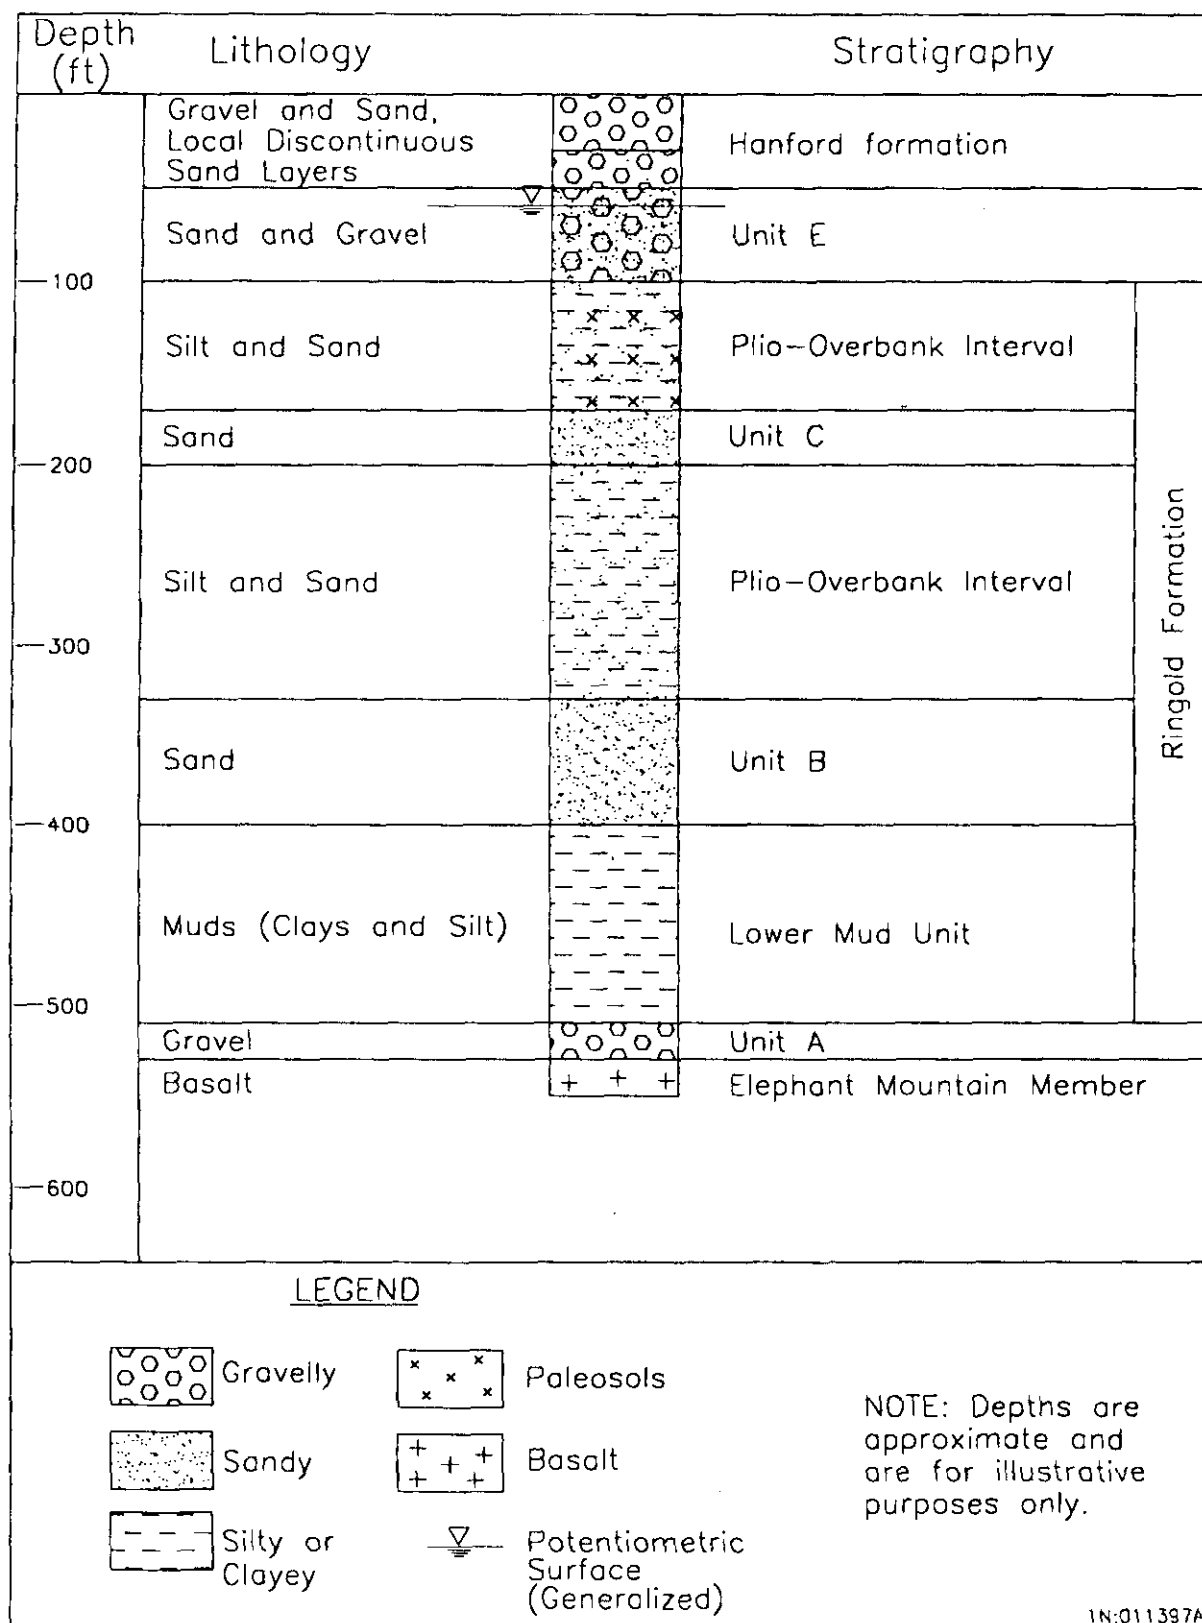 Depth
(ft)
Lithology
Stratigraphy
Gravel and Sand,
Local Discontinuous
Sand Layers
Hanford formation
Sand and Gravel
Unit E
100
Silt and Sand
Plio-Overbank Interval
Sand
Unit C
200
Silt and Sand
Plio-Overbank Interval
300
Sand
Unit B
400
Muds (Clays and Silt)
Lower Mud Unit
500
Gravel
Unit A
Basalt
Elephant Mountain Member
600
Ringold Formation
LEGEND
Gravelly
Paleosols
Sandy
Basalt
Silty or
Clayey
Potentiometric
Surface
(Generalized)
NOTE: Depths are
approximate and
are for illustrative
purposes only.
1N:011397A